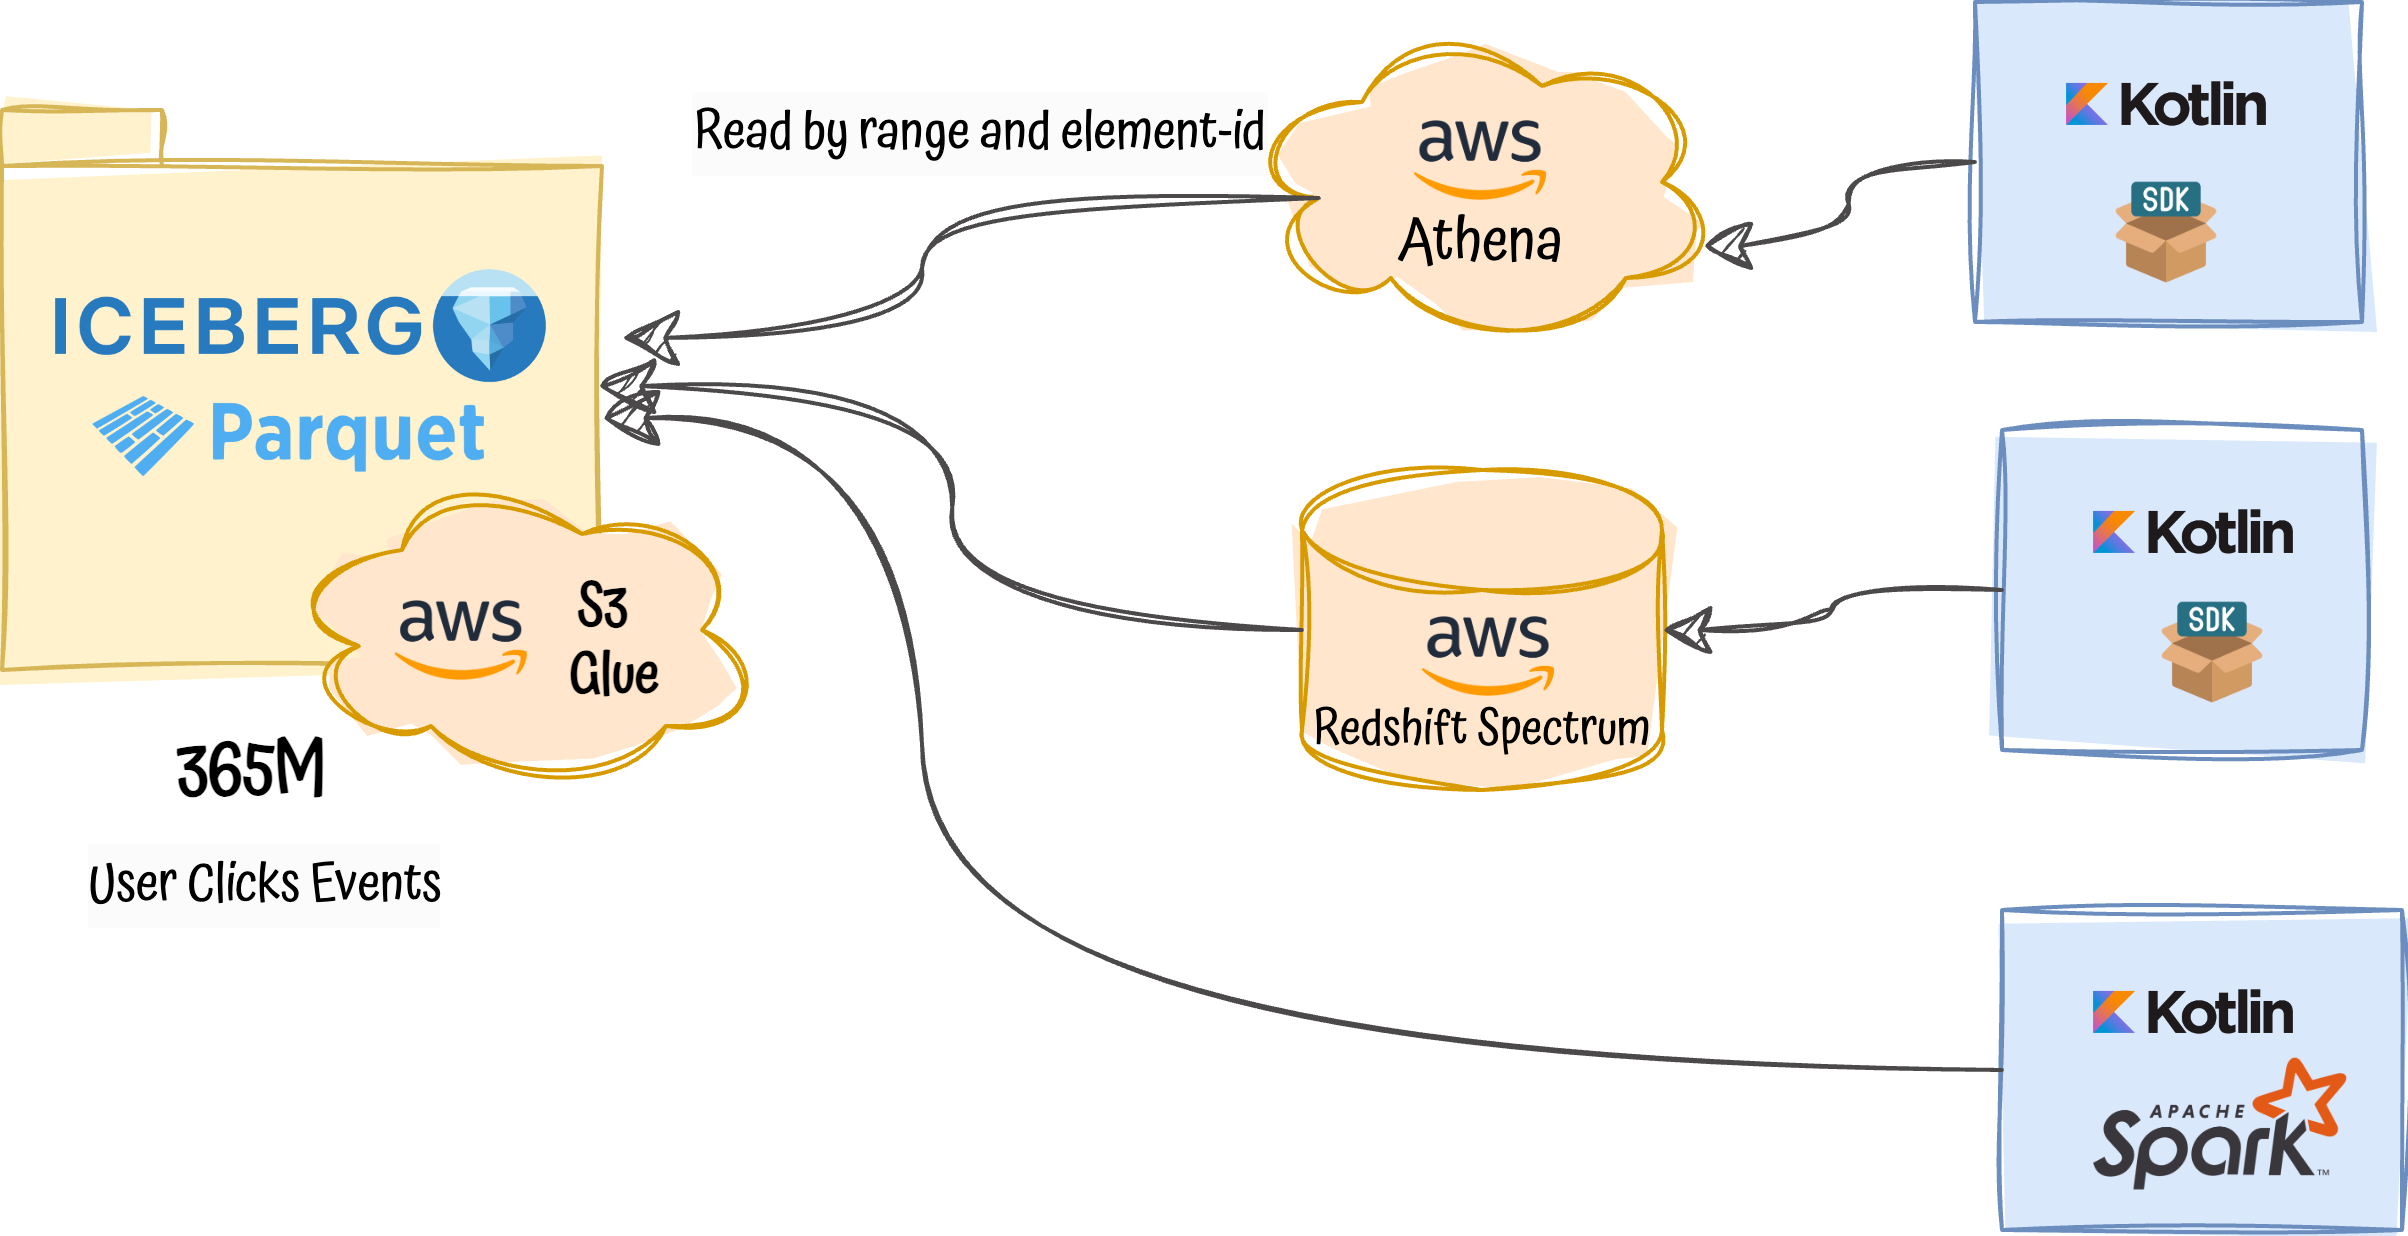 Read by range and element-id
aws
Athena
Kotlin
SDK
ICEBERG
Parquet
aws
S3
Glue
365M
User Clicks Events
aws
Redshift Spectrum
Kotlin
SDK
Kotlin
APACHE
Spark™